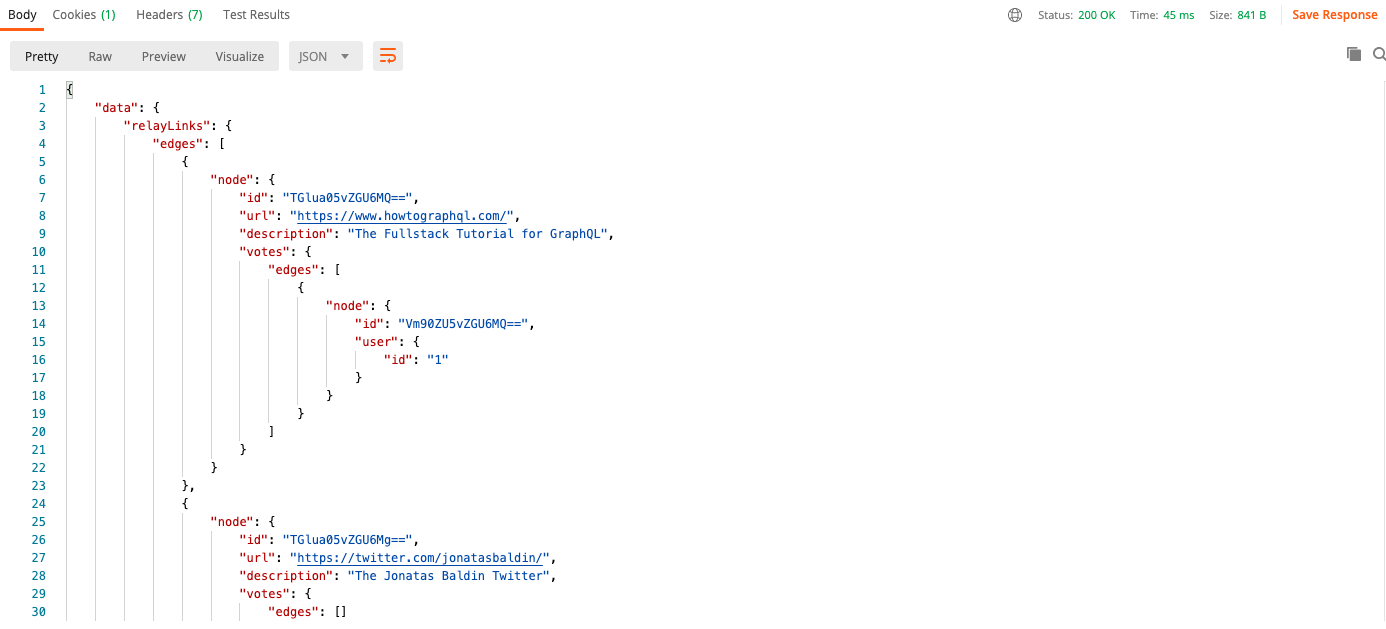 Body Cookies (1) Headers (7) Test Results Status: 200 OK Time: 45 ms Size: 841 B Save Response
Pretty Raw Preview Visualize JSON
1 {
2 "data": {
3 "relayLinks": {
4 "edges": [
5 {
6 "node": {
7 "id": "TGlua05vZGU6MQ==",
8 "url": "https://www.howtographql.com/",
9 "description": "The Fullstack Tutorial for GraphQL",
10 "votes": {
11 "edges": [
12 {
13 "node": {
14 "id": "Vm90ZU5vZGU6MQ==",
15 "user": {
16 "id": "1"
17 }
18 }
19 }
20 ]
21 }
22 }
23 },
24 {
25 "node": {
26 "id": "TGlua05vZGU6Mg==",
27 "url": "https://twitter.com/jonatasbaldin/",
28 "description": "The Jonatas Baldin Twitter",
29 "votes": {
30 "edges": []